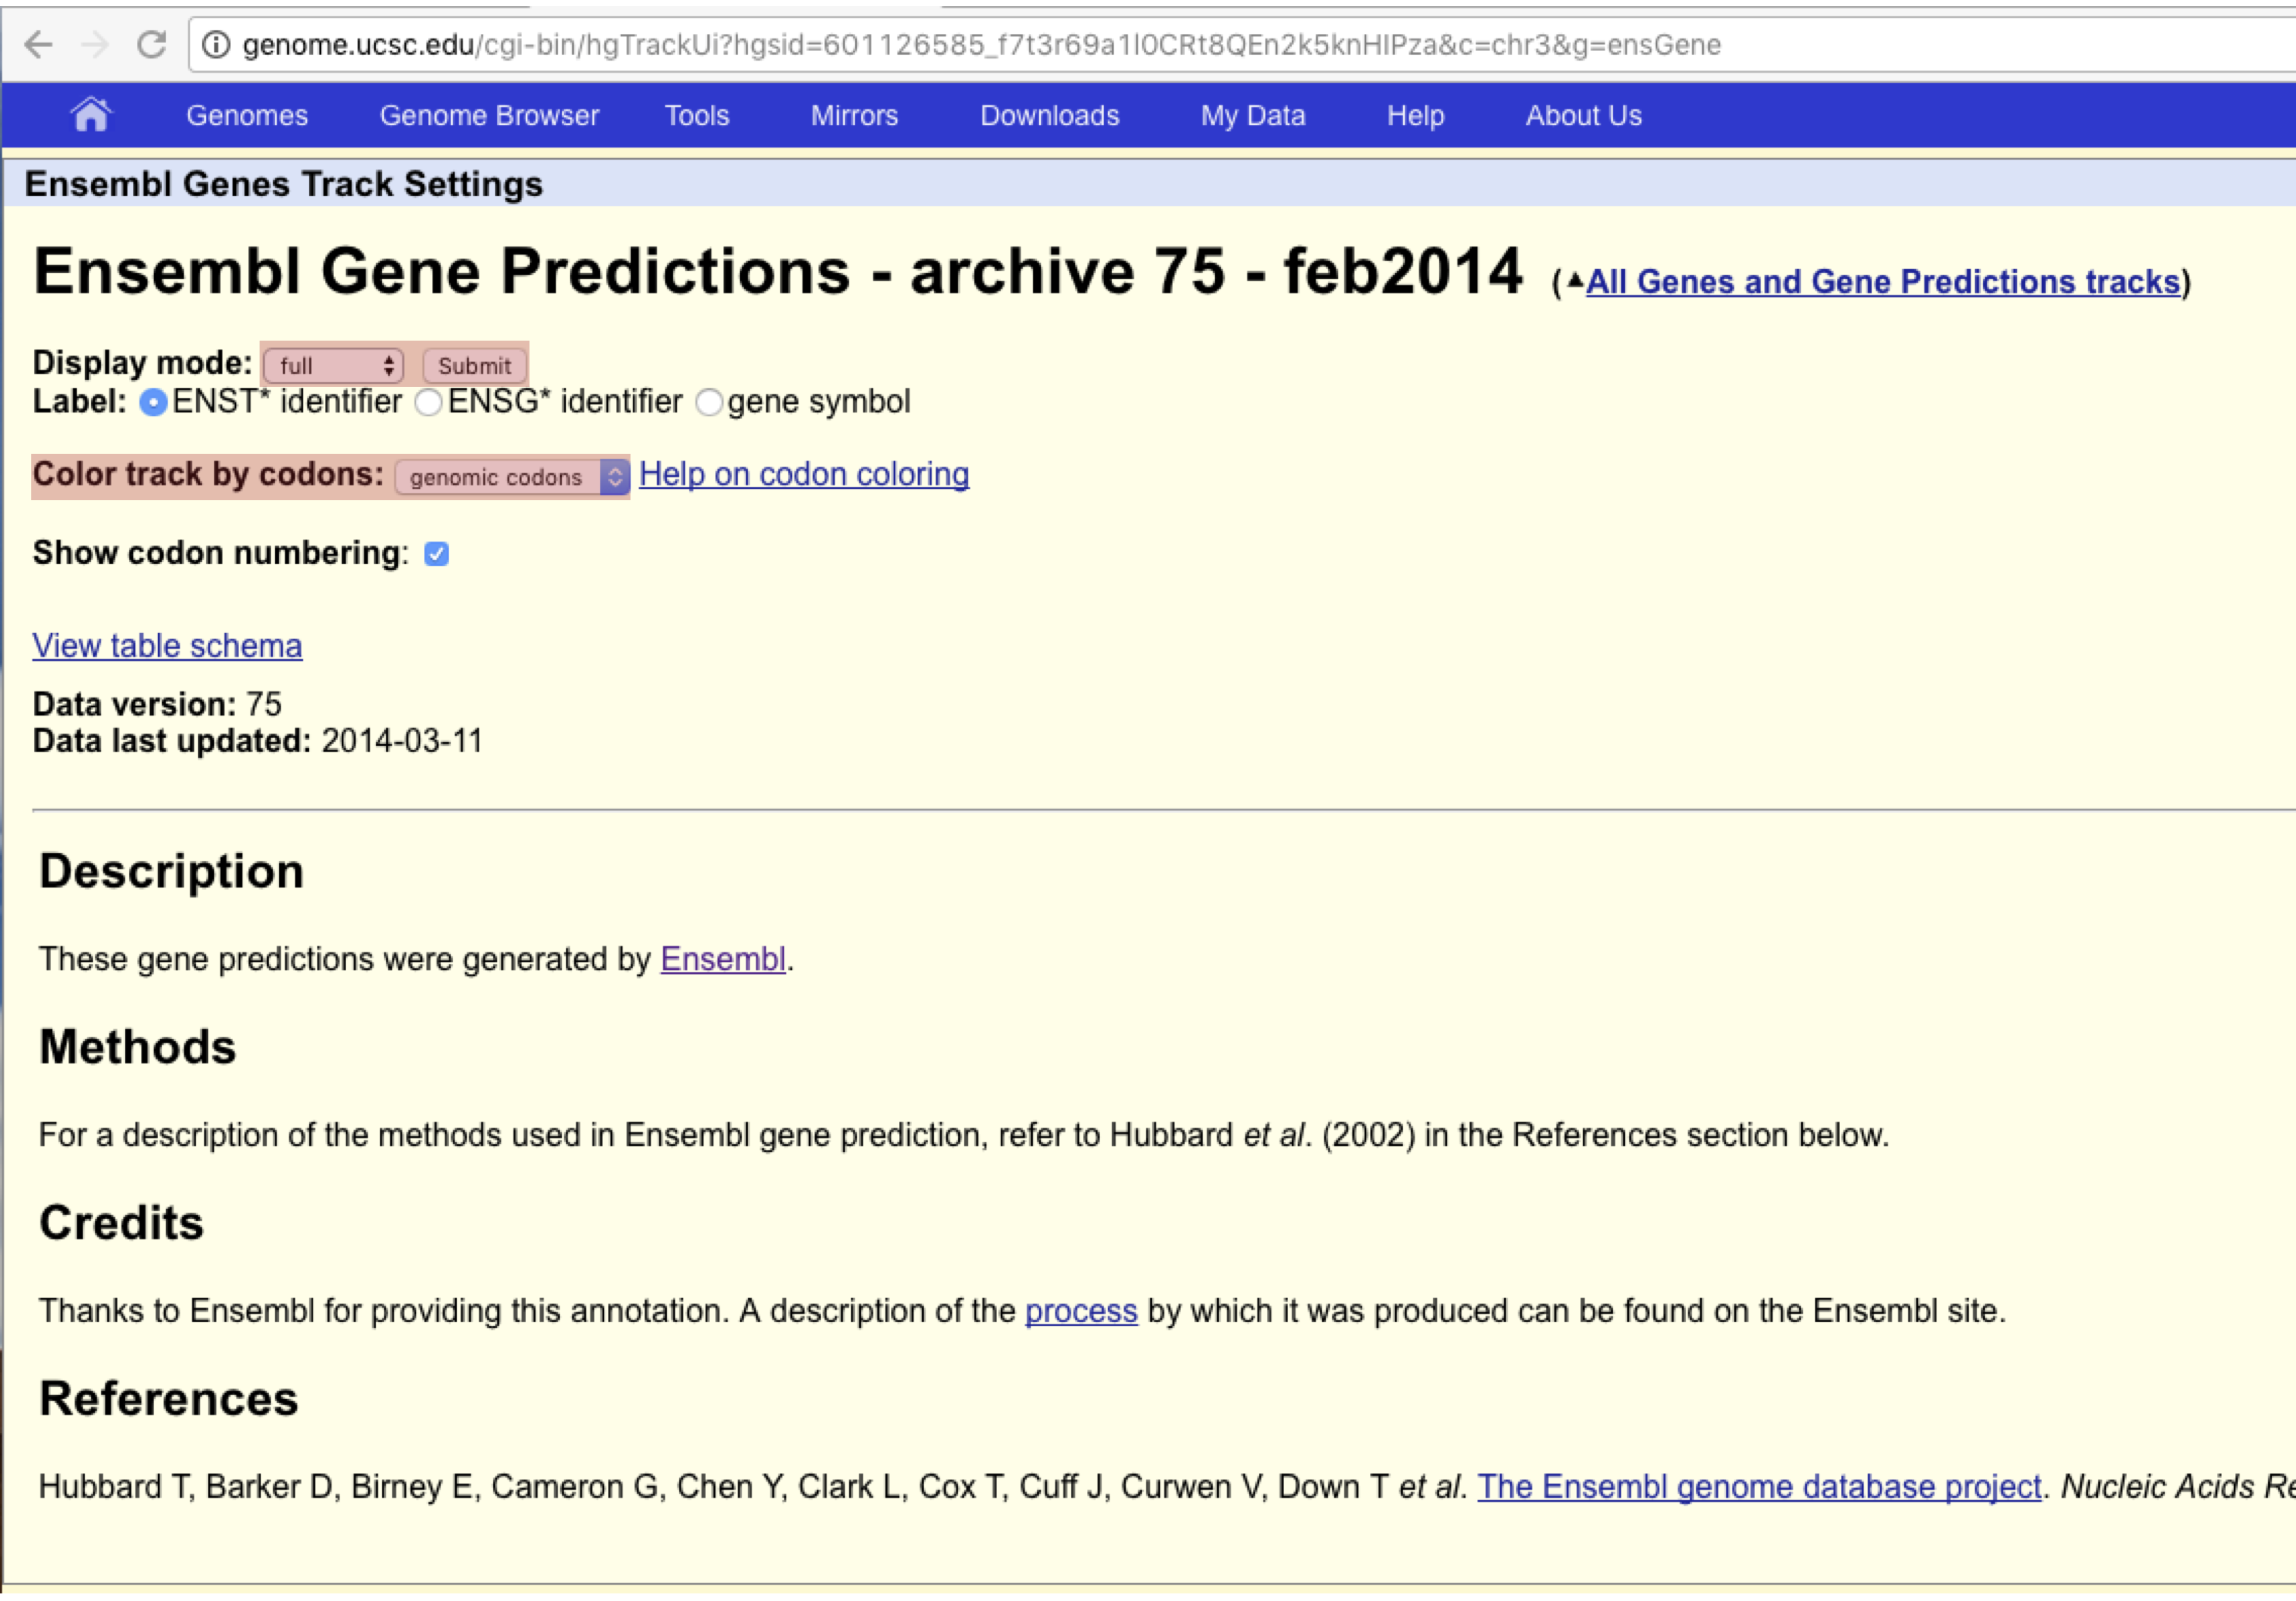 genome.ucsc.edu/cgi-bin/hgTrackUi?hgsid=601126585_f7t3r69a1l0CRt8QEn2k5knHIPza&c=chr3&g=ensGene
Genomes Genome Browser Tools Mirrors Downloads My Data Help About Us
Ensembl Genes Track Settings
Ensembl Gene Predictions - archive 75 - feb2014 (▲All Genes and Gene Predictions tracks)
Display mode: full Submit
Label: ENST* identifier ENSG* identifier gene symbol
Color track by codons: genomic codons Help on codon coloring
Show codon numbering:
View table schema
Data version: 75
Data last updated: 2014-03-11
Description
These gene predictions were generated by Ensembl.
Methods
For a description of the methods used in Ensembl gene prediction, refer to Hubbard et al. (2002) in the References section below.
Credits
Thanks to Ensembl for providing this annotation. A description of the process by which it was produced can be found on the Ensembl site.
References
Hubbard T, Barker D, Birney E, Cameron G, Chen Y, Clark L, Cox T, Cuff J, Curwen V, Down T et al. The Ensembl genome database project. Nucleic Acids Re